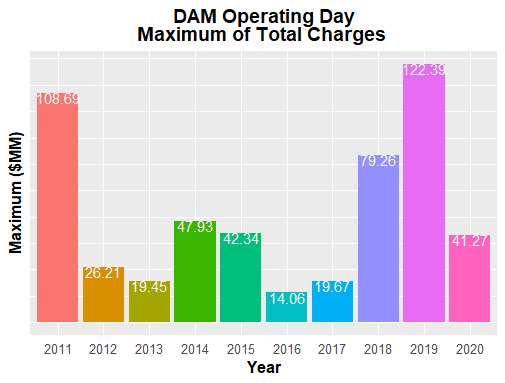 DAM Operating Day
Maximum of Total Charges
Maximum ($MM)
108.69
26.21
19.45
47.93
42.34
14.06
19.67
79.26
122.39
41.27
2011 2012 2013 2014 2015 2016 2017 2018 2019 2020
Year